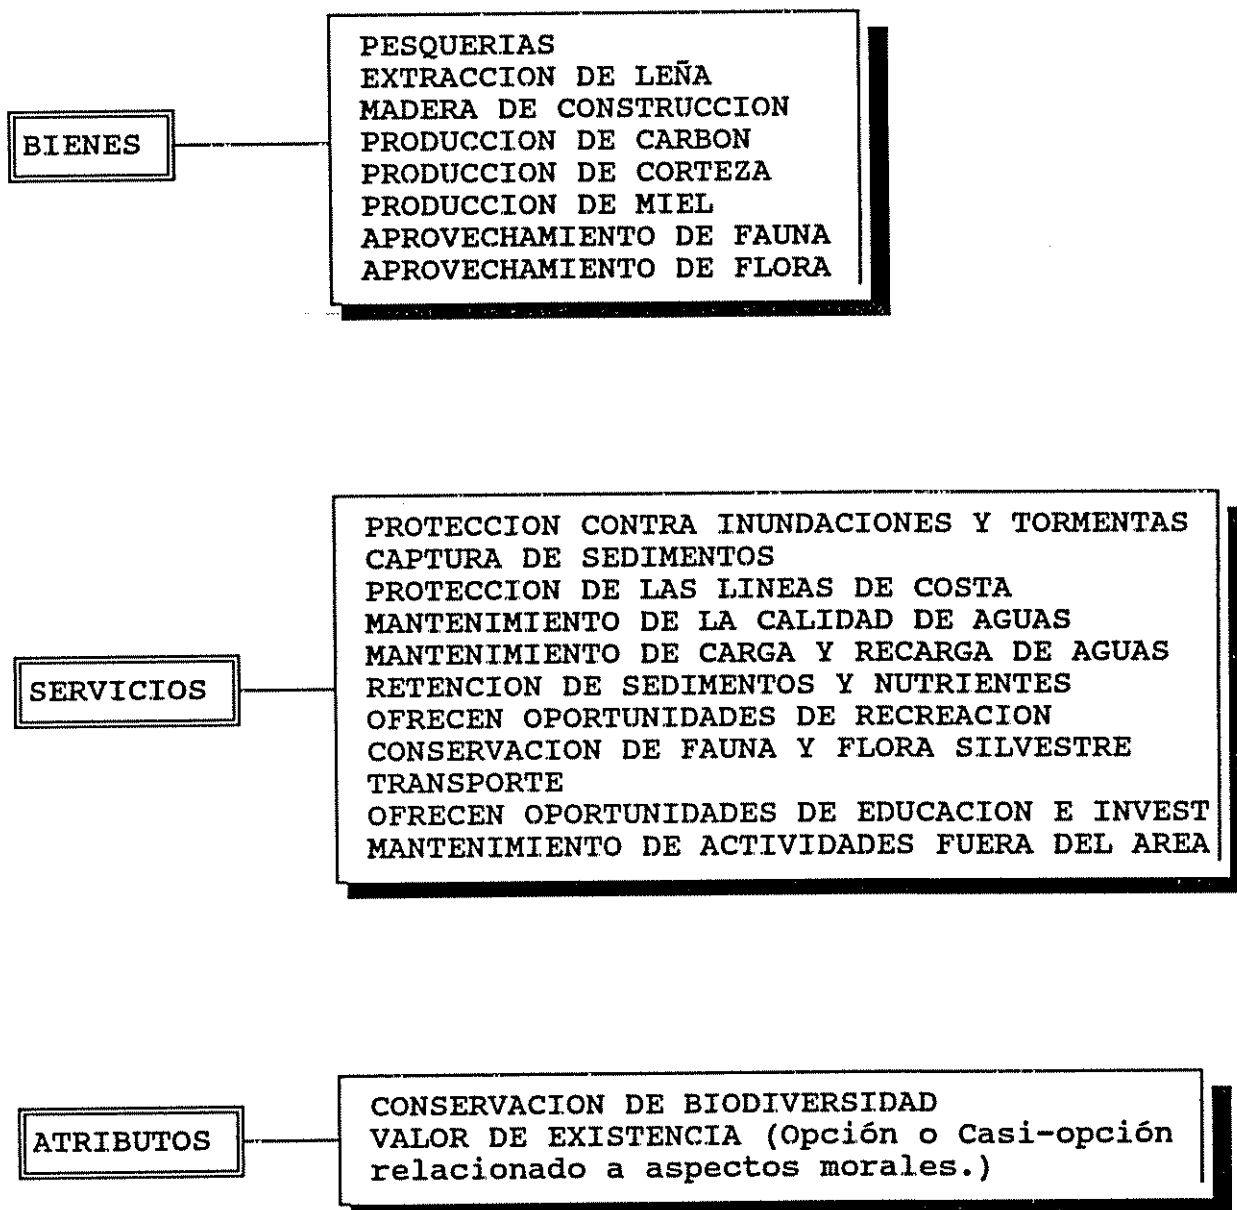 PESQUERIAS
EXTRACCION DE LEÑA
MADERA DE CONSTRUCCION
BIENES
PRODUCCION DE CARBON
PRODUCCION DE CORTEZA
PRODUCCION DE MIEL
APROVECHAMIENTO DE FAUNA
APROVECHAMIENTO DE FLORA
PROTECCION CONTRA INUNDACIONES Y TORMENTAS
CAPTURA DE SEDIMENTOS
PROTECCION DE LAS LINEAS DE COSTA
MANTENIMIENTO DE LA CALIDAD DE AGUAS
MANTENIMIENTO DE CARGA Y RECARGA DE AGUAS
SERVICIOS
RETENCION DE SEDIMENTOS Y NUTRIENTES
OFRECEN OPORTUNIDADES DE RECREACION
CONSERVACION DE FAUNA Y FLORA SILVESTRE
TRANSPORTE
OFRECEN OPORTUNIDADES DE EDUCACION E INVEST
MANTENIMIENTO DE ACTIVIDADES FUERA DEL AREA
CONSERVACION DE BIODIVERSIDAD
ATRIBUTOS
VALOR DE EXISTENCIA (Opción o Casi-opción
relacionado a aspectos morales.)